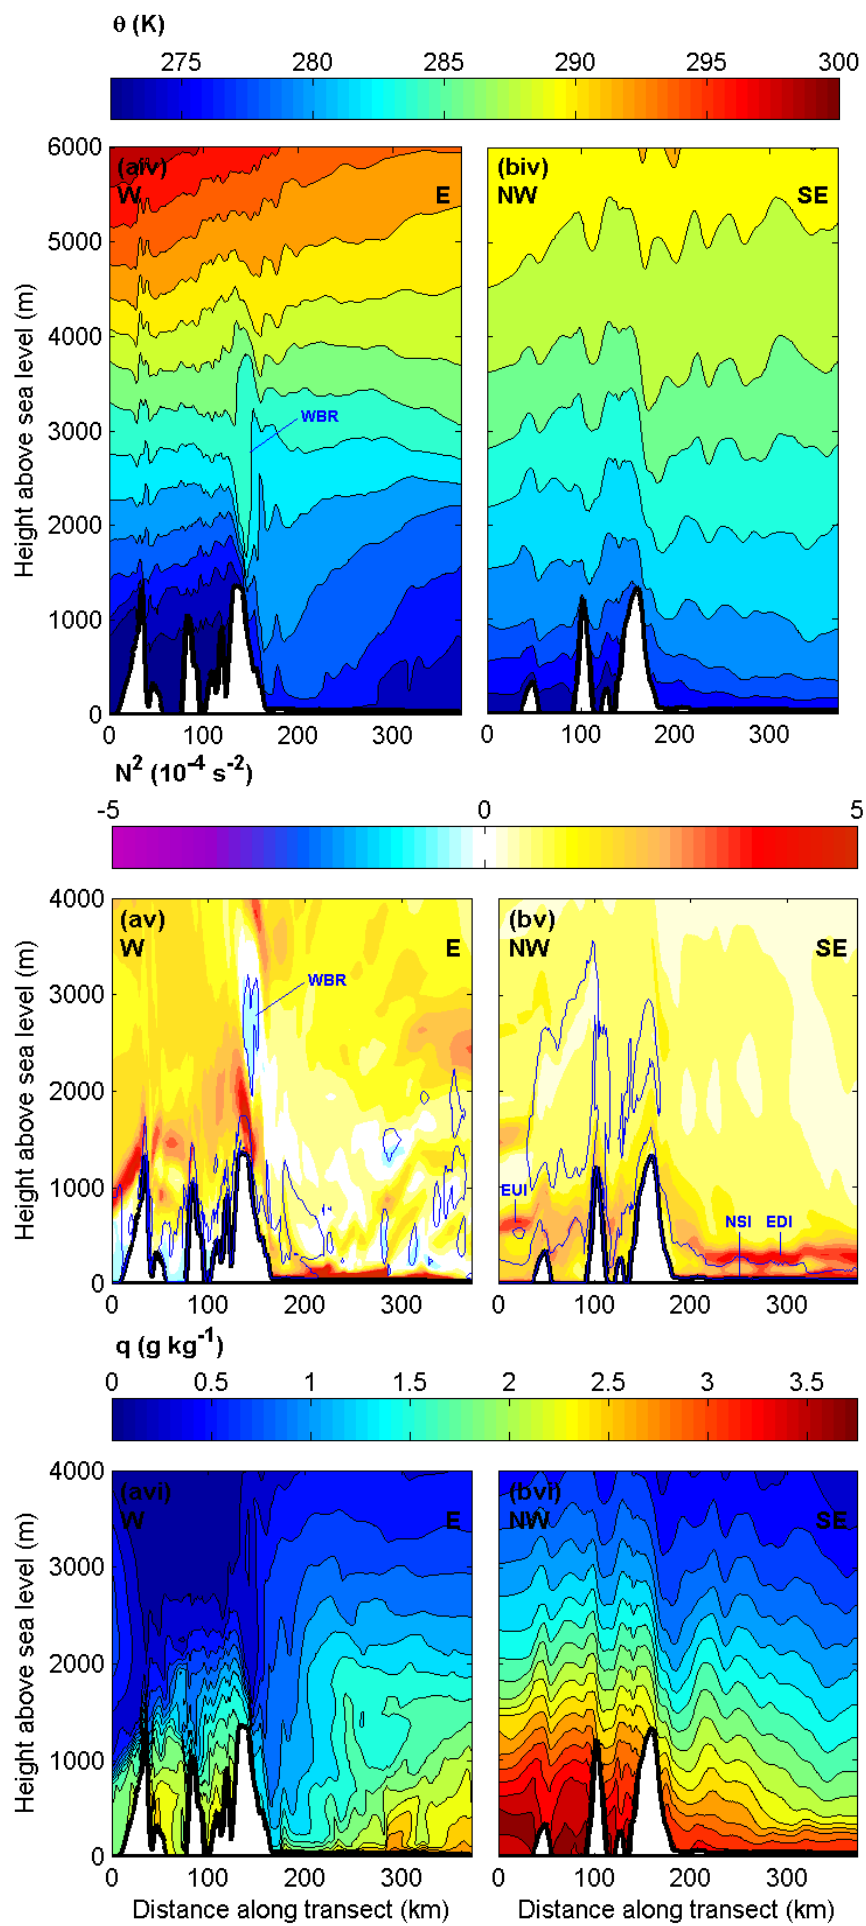 θ (K)
275 280 285 290 295 300
6000 (aiv) (biv)
W E NW SE
5000
4000
3000
WBR
2000
1000
0
0 100 200 300 0 100 200 300
Height above sea level (m)
N² (10⁻⁴ s⁻²)
-5 0 5
4000 (av) (bv)
W E NW SE
3000
WBR
2000
1000
EUI
NSI EDI
0
0 100 200 300 0 100 200 300
Height above sea level (m)
q (g kg⁻¹)
0 0.5 1 1.5 2 2.5 3 3.5
4000 (avi) (bvi)
W E NW SE
3000
2000
1000
0
0 100 200 300 0 100 200 300
Height above sea level (m)
Distance along transect (km) Distance along transect (km)